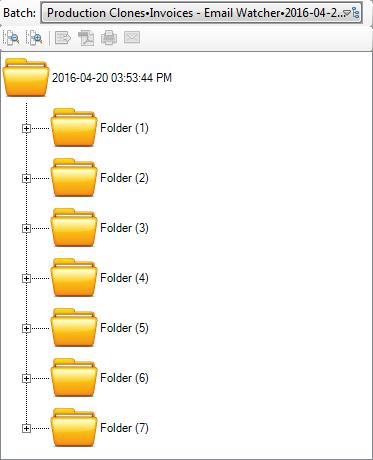 Batch: Production Clones•Invoices - Email Watcher•2016-04-2...
2016-04-20 03:53:44 PM
Folder (1)
Folder (2)
Folder (3)
Folder (4)
Folder (5)
Folder (6)
Folder (7)